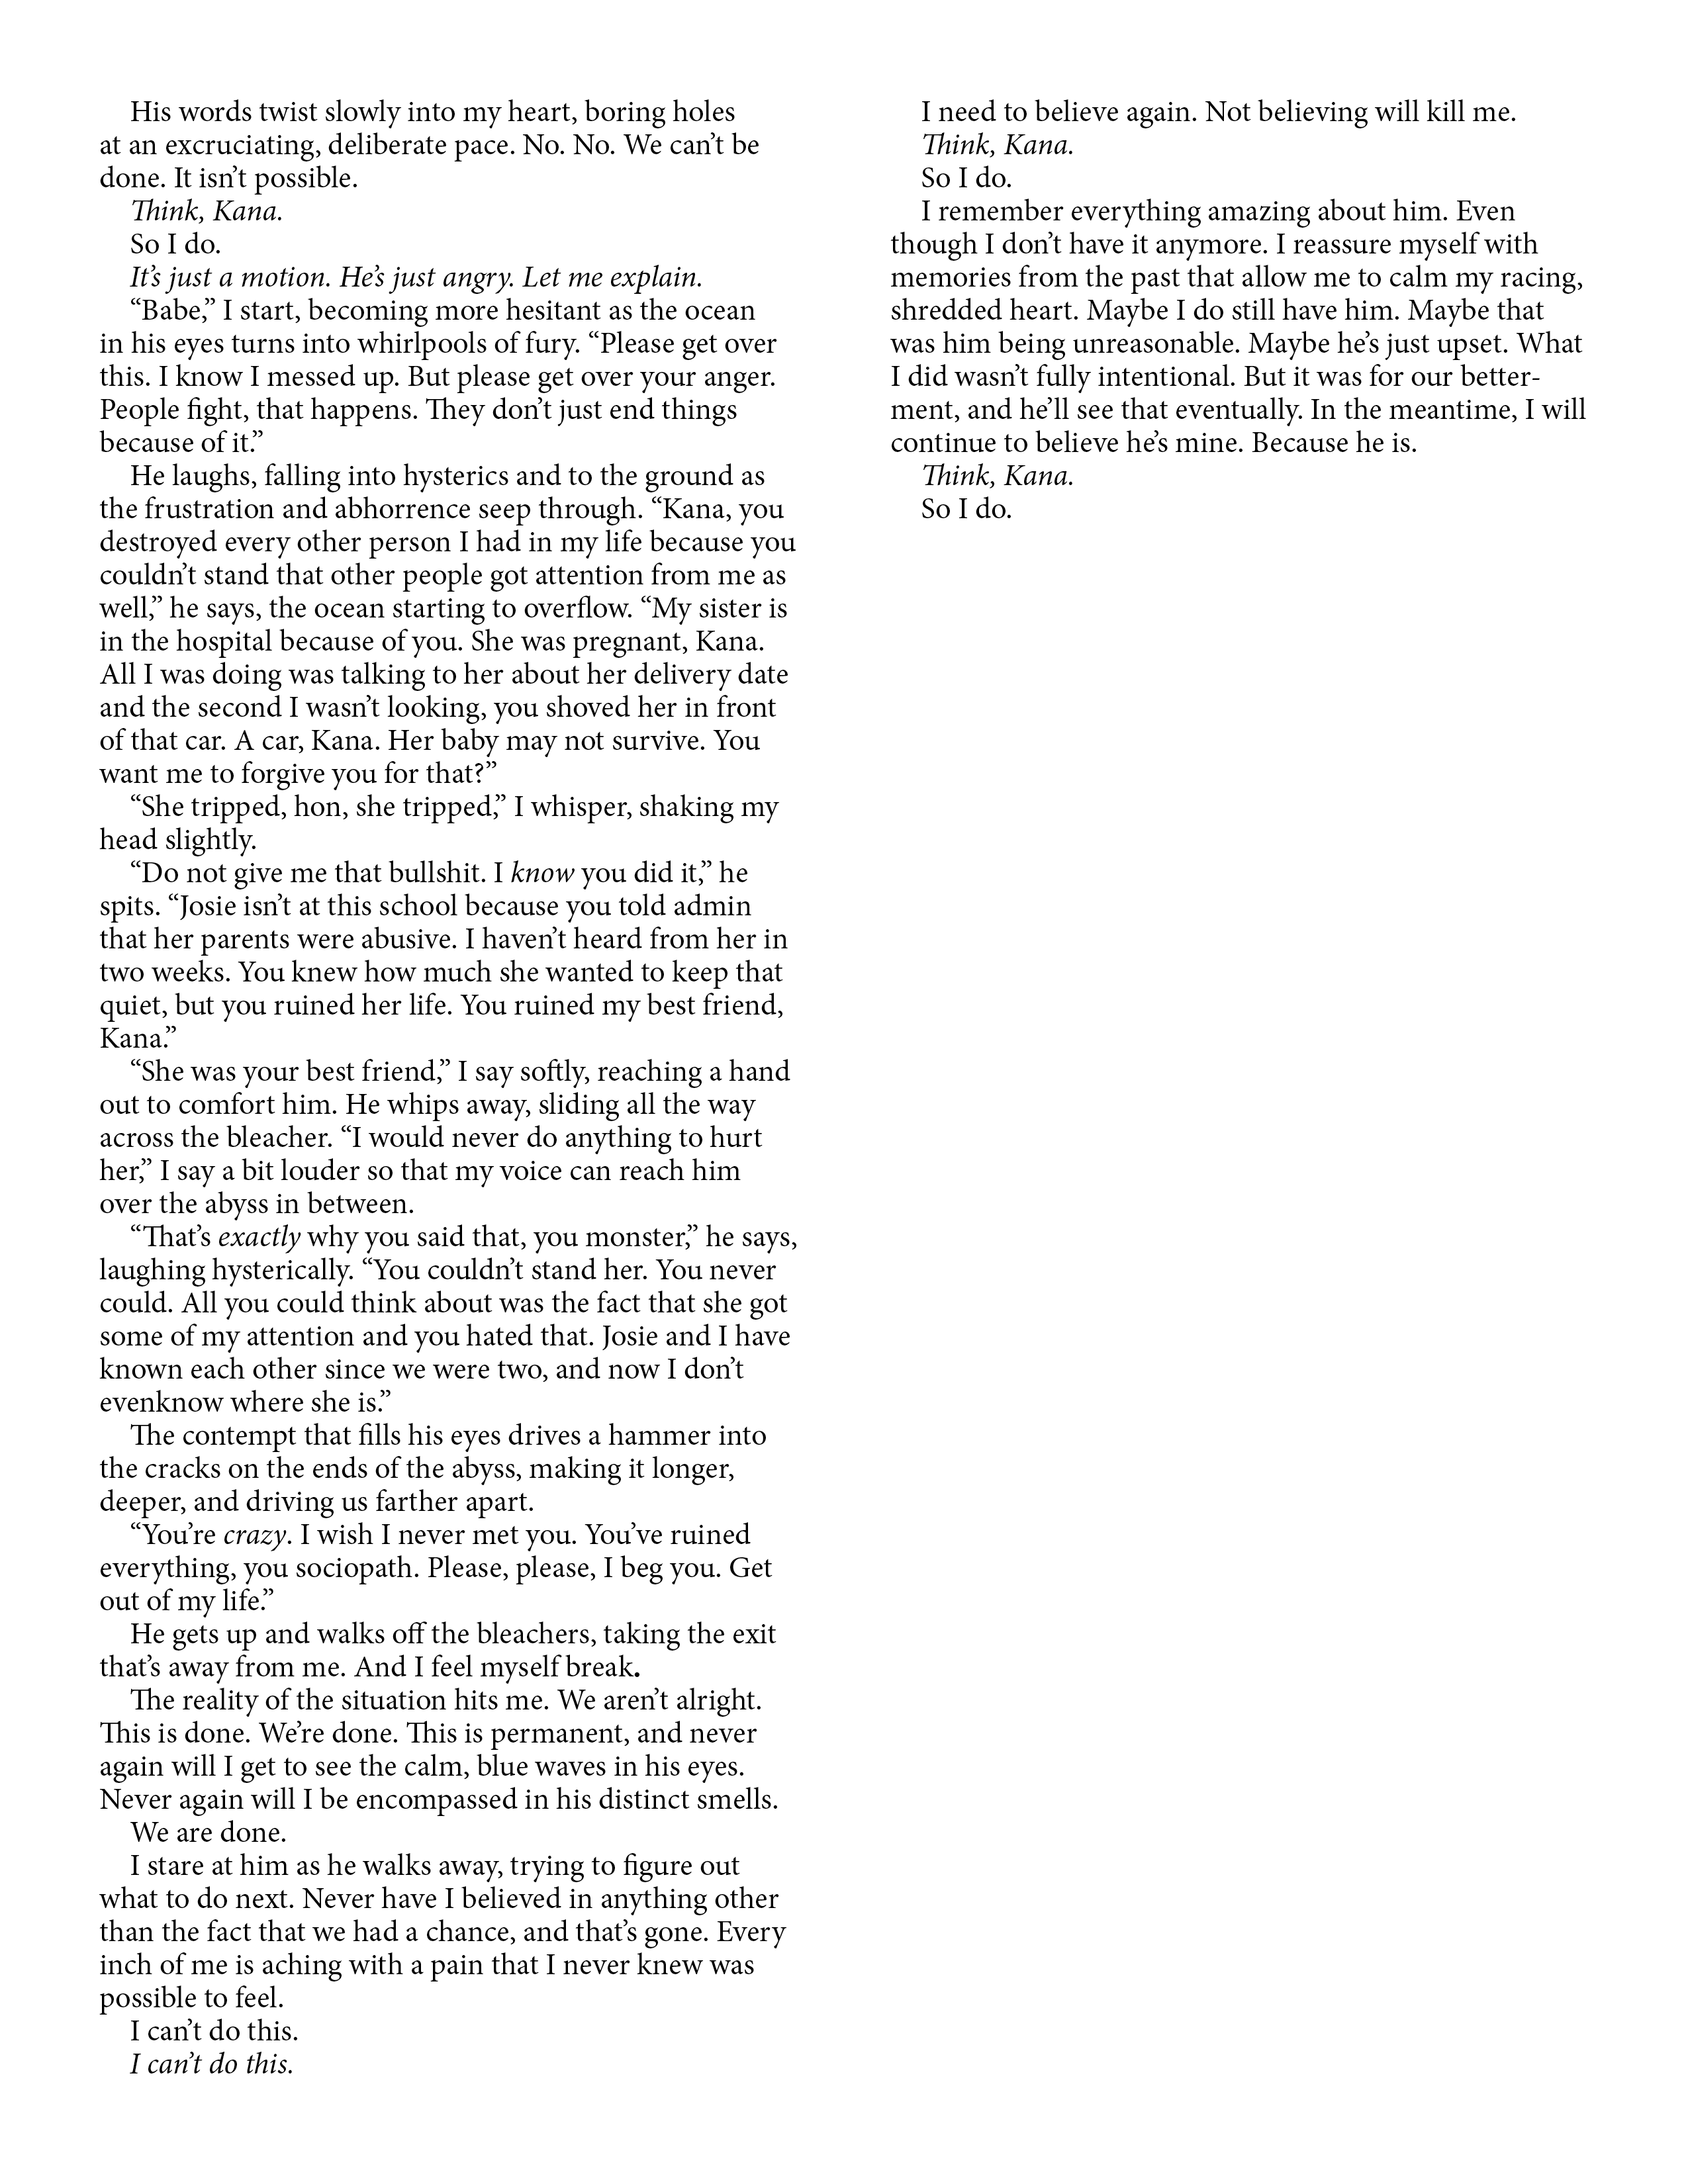 His words twist slowly into my heart, boring holes
at an excruciating, deliberate pace. No. No. We can’t be
done. It isn’t possible.
Think, Kana.
So I do.
It’s just a motion. He’s just angry. Let me explain.
“Babe,” I start, becoming more hesitant as the ocean
in his eyes turns into whirlpools of fury. “Please get over
this. I know I messed up. But please get over your anger.
People fight, that happens. They don’t just end things
because of it.”
He laughs, falling into hysterics and to the ground as
the frustration and abhorrence seep through. “Kana, you
destroyed every other person I had in my life because you
couldn’t stand that other people got attention from me as
well,” he says, the ocean starting to overflow. “My sister is
in the hospital because of you. She was pregnant, Kana.
All I was doing was talking to her about her delivery date
and the second I wasn’t looking, you shoved her in front
of that car. A car, Kana. Her baby may not survive. You
want me to forgive you for that?”
“She tripped, hon, she tripped,” I whisper, shaking my
head slightly.
“Do not give me that bullshit. I know you did it,” he
spits. “Josie isn’t at this school because you told admin
that her parents were abusive. I haven’t heard from her in
two weeks. You knew how much she wanted to keep that
quiet, but you ruined her life. You ruined my best friend,
Kana.”
“She was your best friend,” I say softly, reaching a hand
out to comfort him. He whips away, sliding all the way
across the bleacher. “I would never do anything to hurt
her,” I say a bit louder so that my voice can reach him
over the abyss in between.
“That’s exactly why you said that, you monster,” he says,
laughing hysterically. “You couldn’t stand her. You never
could. All you could think about was the fact that she got
some of my attention and you hated that. Josie and I have
known each other since we were two, and now I don’t
evenknow where she is.”
The contempt that fills his eyes drives a hammer into
the cracks on the ends of the abyss, making it longer,
deeper, and driving us farther apart.
“You’re crazy. I wish I never met you. You’ve ruined
everything, you sociopath. Please, please, I beg you. Get
out of my life.”
He gets up and walks off the bleachers, taking the exit
that’s away from me. And I feel myself break.
The reality of the situation hits me. We aren’t alright.
This is done. We’re done. This is permanent, and never
again will I get to see the calm, blue waves in his eyes.
Never again will I be encompassed in his distinct smells.
We are done.
I stare at him as he walks away, trying to figure out
what to do next. Never have I believed in anything other
than the fact that we had a chance, and that’s gone. Every
inch of me is aching with a pain that I never knew was
possible to feel.
I can’t do this.
I can’t do this.
I need to believe again. Not believing will kill me.
Think, Kana.
So I do.
I remember everything amazing about him. Even
though I don’t have it anymore. I reassure myself with
memories from the past that allow me to calm my racing,
shredded heart. Maybe I do still have him. Maybe that
was him being unreasonable. Maybe he’s just upset. What
I did wasn’t fully intentional. But it was for our better-
ment, and he’ll see that eventually. In the meantime, I will
continue to believe he’s mine. Because he is.
Think, Kana.
So I do.